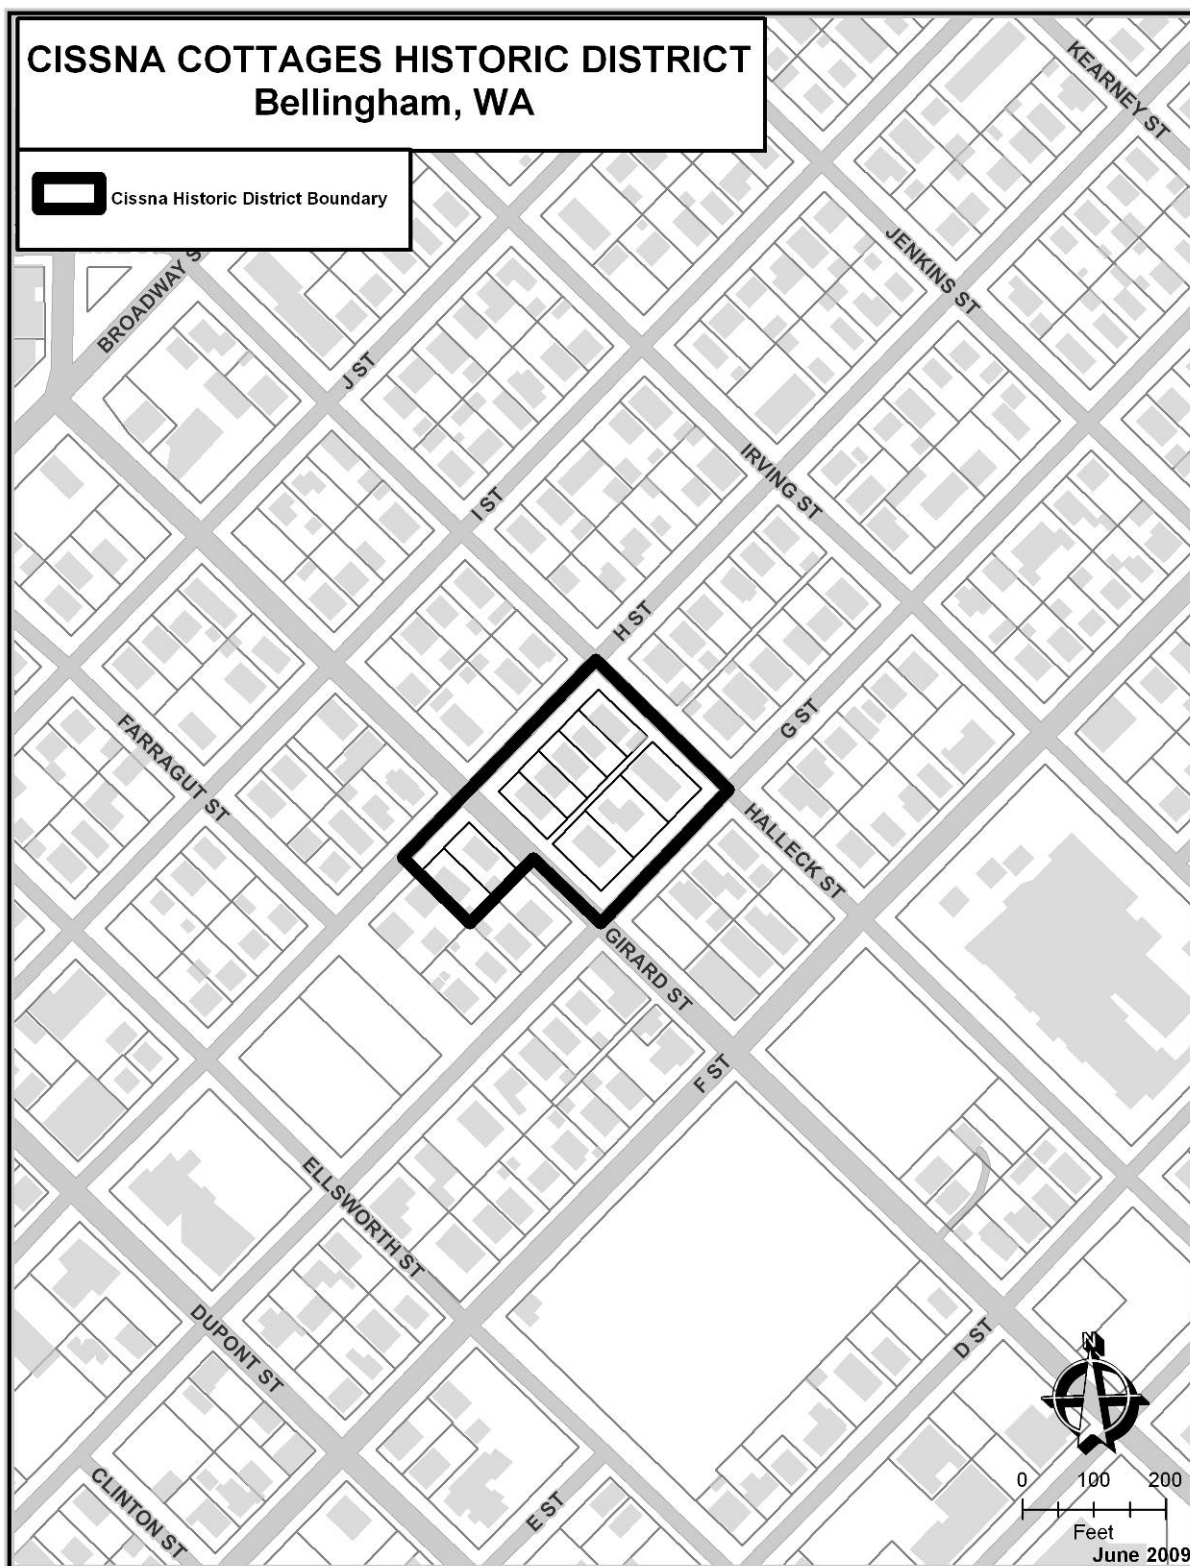 CISSNA COTTAGES HISTORIC DISTRICT
Bellingham, WA
Cissna Historic District Boundary
KEARNEY ST
JENKINS ST
BROADWAY S
J ST
IRVING ST
I ST
H ST
G ST
FARRAGUT ST
HALLECK ST
GIRARD ST
F ST
ELLSWORTH ST
DUPONT ST
D ST
N
CLINTON ST
E ST
0 100 200
Feet
June 2009